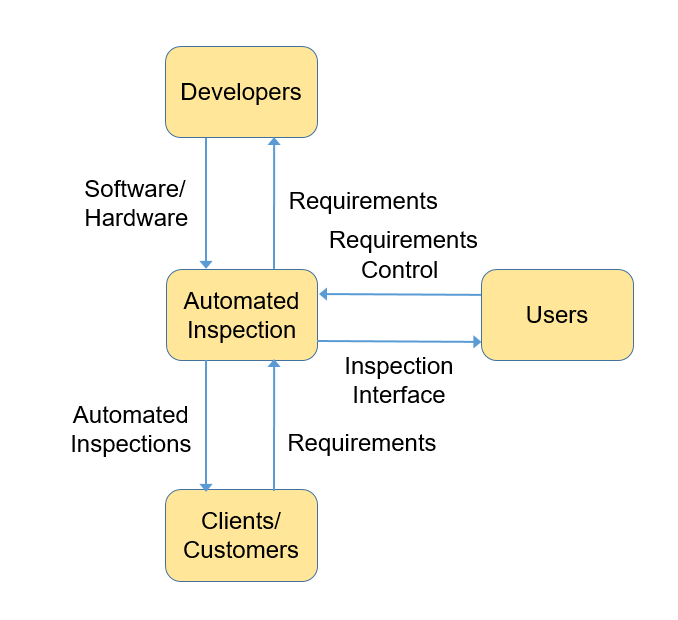 Developers
Software/
Hardware
Requirements
Requirements
Control
Automated
Inspection
Users
Inspection
Interface
Automated
Inspections
Requirements
Clients/
Customers